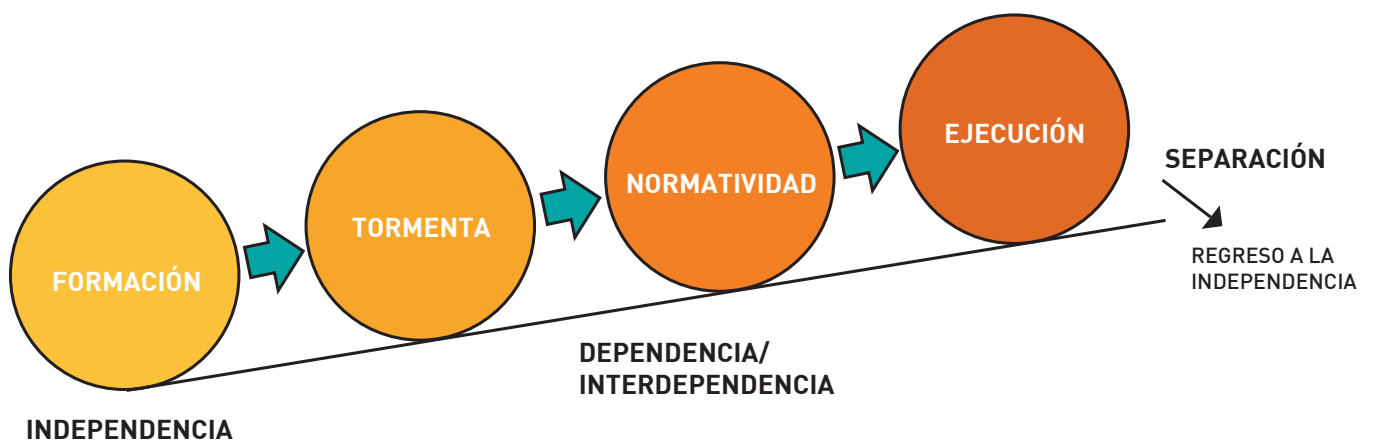 FORMACIÓN
TORMENTA
NORMATIVIDAD
EJECUCIÓN
SEPARACIÓN
REGRESO A LA
INDEPENDENCIA
DEPENDENCIA/
INTERDEPENDENCIA
INDEPENDENCIA